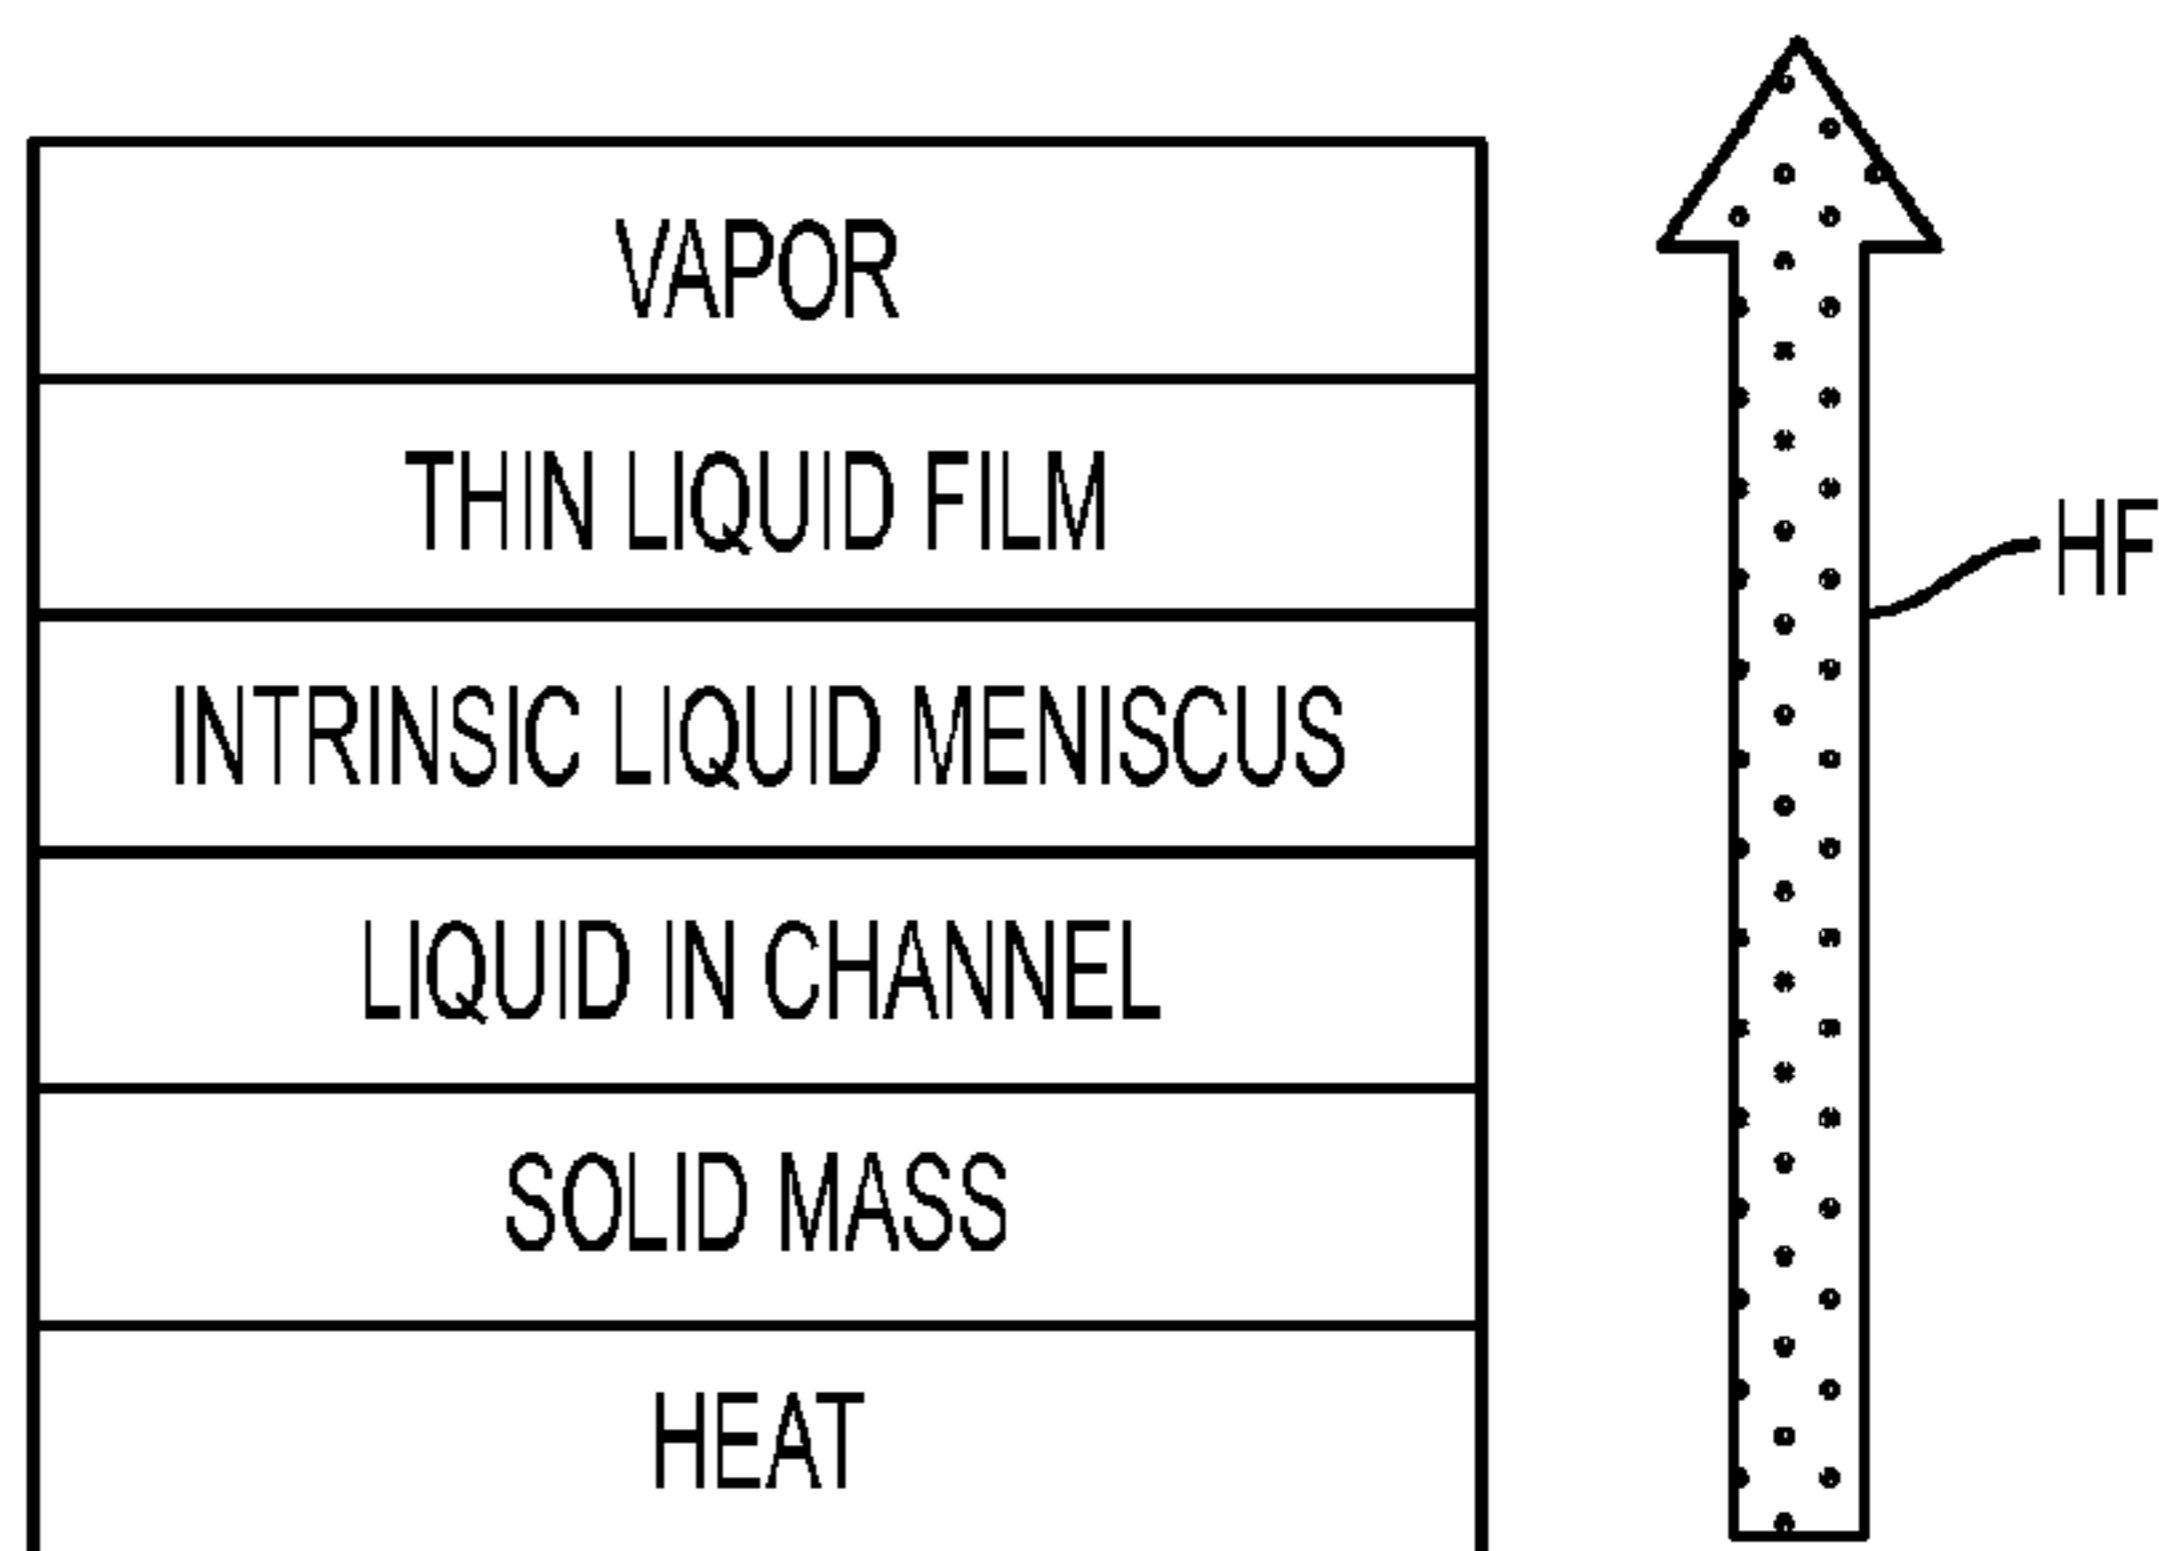 VAPOR
THIN LIQUID FILM
HF
INTRINSIC LIQUID MENISCUS
LIQUID IN CHANNEL
SOLID MASS
HEAT